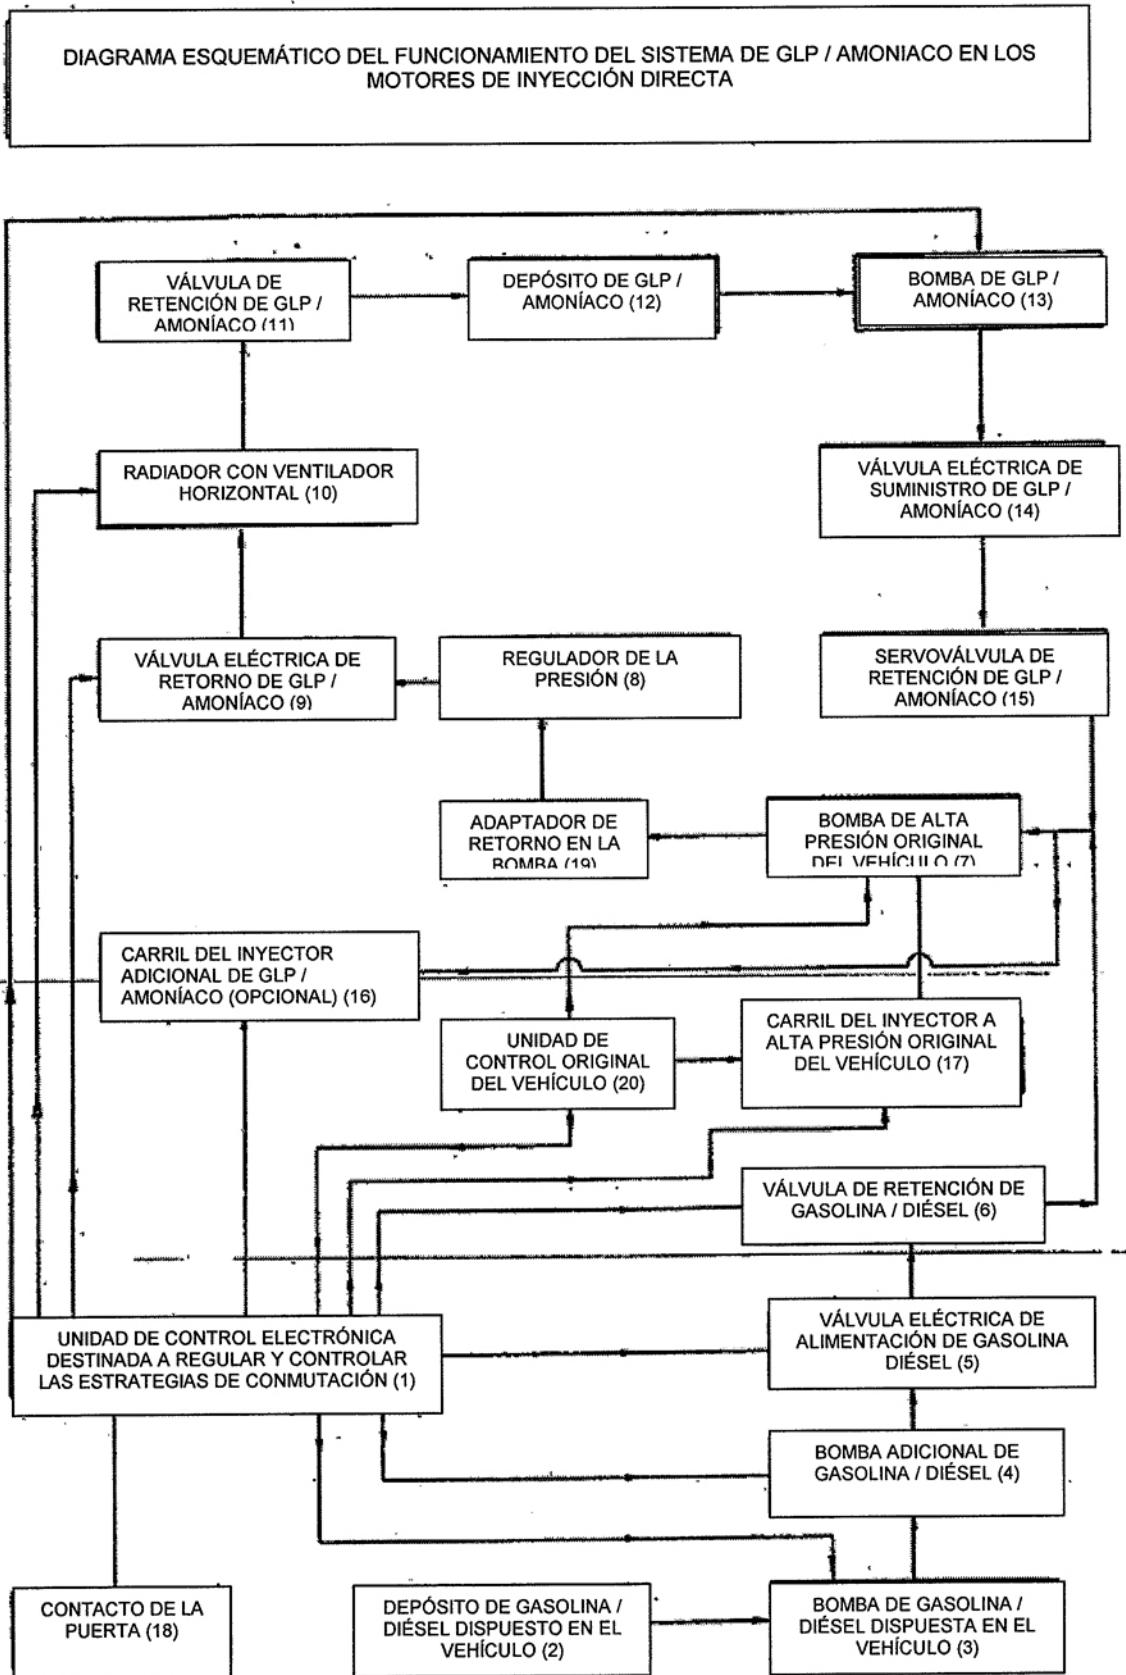 DIAGRAMA ESQUEMÁTICO DEL FUNCIONAMIENTO DEL SISTEMA DE GLP / AMONIACO EN LOS
MOTORES DE INYECCIÓN DIRECTA
VÁLVULA DE
RETENCIÓN DE GLP /
AMONÍACO (11)
DEPÓSITO DE GLP /
AMONÍACO (12)
BOMBA DE GLP /
AMONÍACO (13)
RADIADOR CON VENTILADOR
HORIZONTAL (10)
VÁLVULA ELÉCTRICA DE
SUMINISTRO DE GLP /
AMONÍACO (14)
VÁLVULA ELÉCTRICA DE
RETORNO DE GLP /
AMONÍACO (9)
REGULADOR DE LA
PRESIÓN (8)
SERVOVÁLVULA DE
RETENCIÓN DE GLP /
AMONÍACO (15)
ADAPTADOR DE
RETORNO EN LA
BOMBA (19)
BOMBA DE ALTA
PRESIÓN ORIGINAL
DEL VEHÍCULO (7)
CARRIL DEL INYECTOR
ADICIONAL DE GLP /
AMONÍACO (OPCIONAL) (16)
UNIDAD DE
CONTROL ORIGINAL
DEL VEHÍCULO (20)
CARRIL DEL INYECTOR A
ALTA PRESIÓN ORIGINAL
DEL VEHÍCULO (17)
VÁLVULA DE RETENCIÓN DE
GASOLINA / DIÉSEL (6)
UNIDAD DE CONTROL ELECTRÓNICA
DESTINADA A REGULAR Y CONTROLAR
LAS ESTRATEGIAS DE CONMUTACIÓN (1)
VÁLVULA ELÉCTRICA DE
ALIMENTACIÓN DE GASOLINA
DIÉSEL (5)
BOMBA ADICIONAL DE
GASOLINA / DIÉSEL (4)
CONTACTO DE LA
PUERTA (18)
DEPÓSITO DE GASOLINA /
DIÉSEL DISPUESTO EN EL
VEHÍCULO (2)
BOMBA DE GASOLINA /
DIÉSEL DISPUESTA EN EL
VEHÍCULO (3)